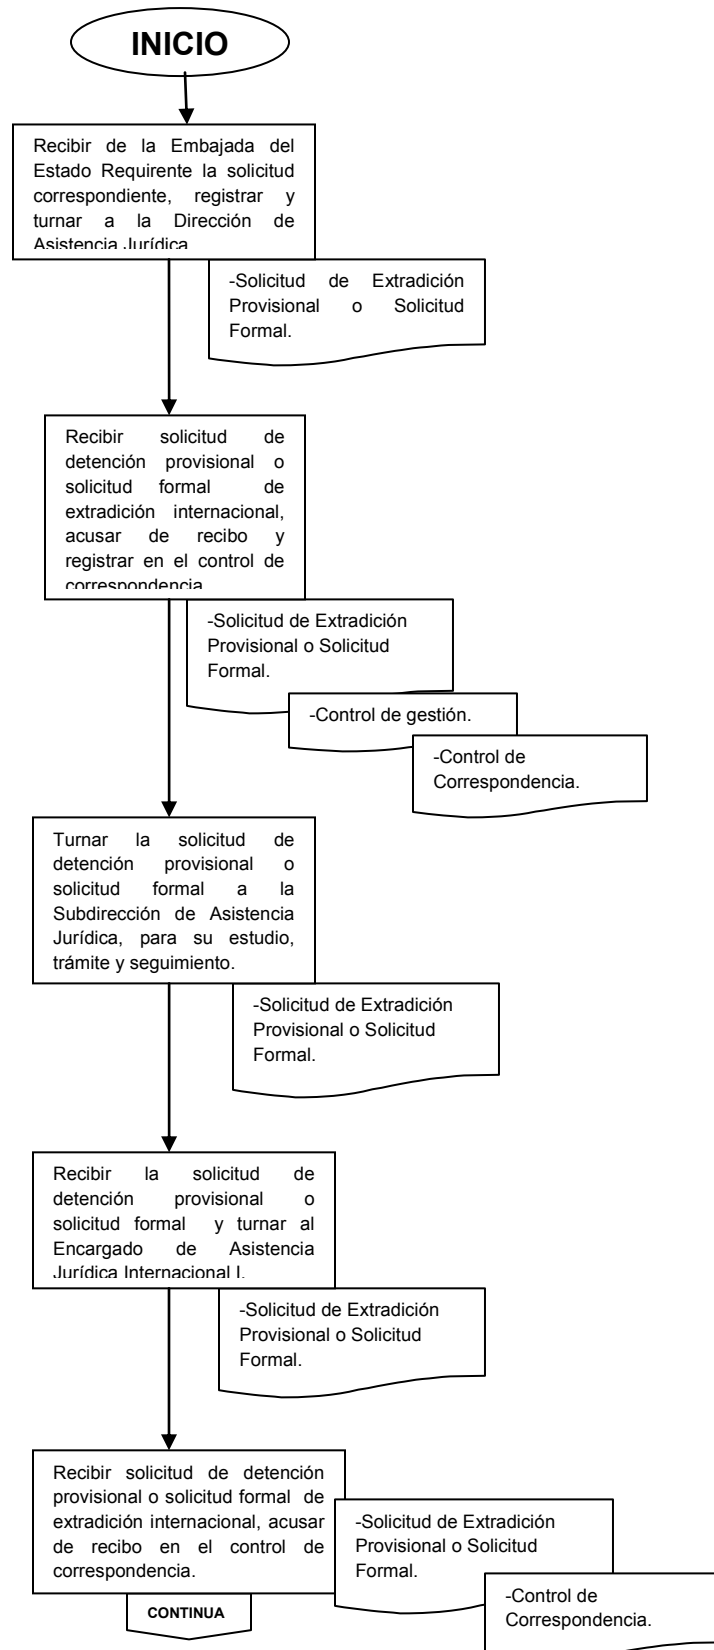 INICIO
Recibir de la Embajada del
Estado Requirente la solicitud
correspondiente, registrar y
turnar a la Dirección de
Asistencia Jurídica
-Solicitud de Extradición
Provisional o Solicitud
Formal.
Recibir solicitud de
detención provisional o
solicitud formal de
extradición internacional,
acusar de recibo y
registrar en el control de
correspondencia
-Solicitud de Extradición
Provisional o Solicitud
Formal.
-Control de gestión.
-Control de
Correspondencia.
Turnar la solicitud de
detención provisional o
solicitud formal a la
Subdirección de Asistencia
Jurídica, para su estudio,
trámite y seguimiento.
-Solicitud de Extradición
Provisional o Solicitud
Formal.
Recibir la solicitud de
detención provisional o
solicitud formal y turnar al
Encargado de Asistencia
Jurídica Internacional I.
-Solicitud de Extradición
Provisional o Solicitud
Formal.
Recibir solicitud de detención
provisional o solicitud formal de
extradición internacional, acusar
de recibo en el control de
correspondencia.
-Solicitud de Extradición
Provisional o Solicitud
Formal.
-Control de
Correspondencia.
CONTINUA